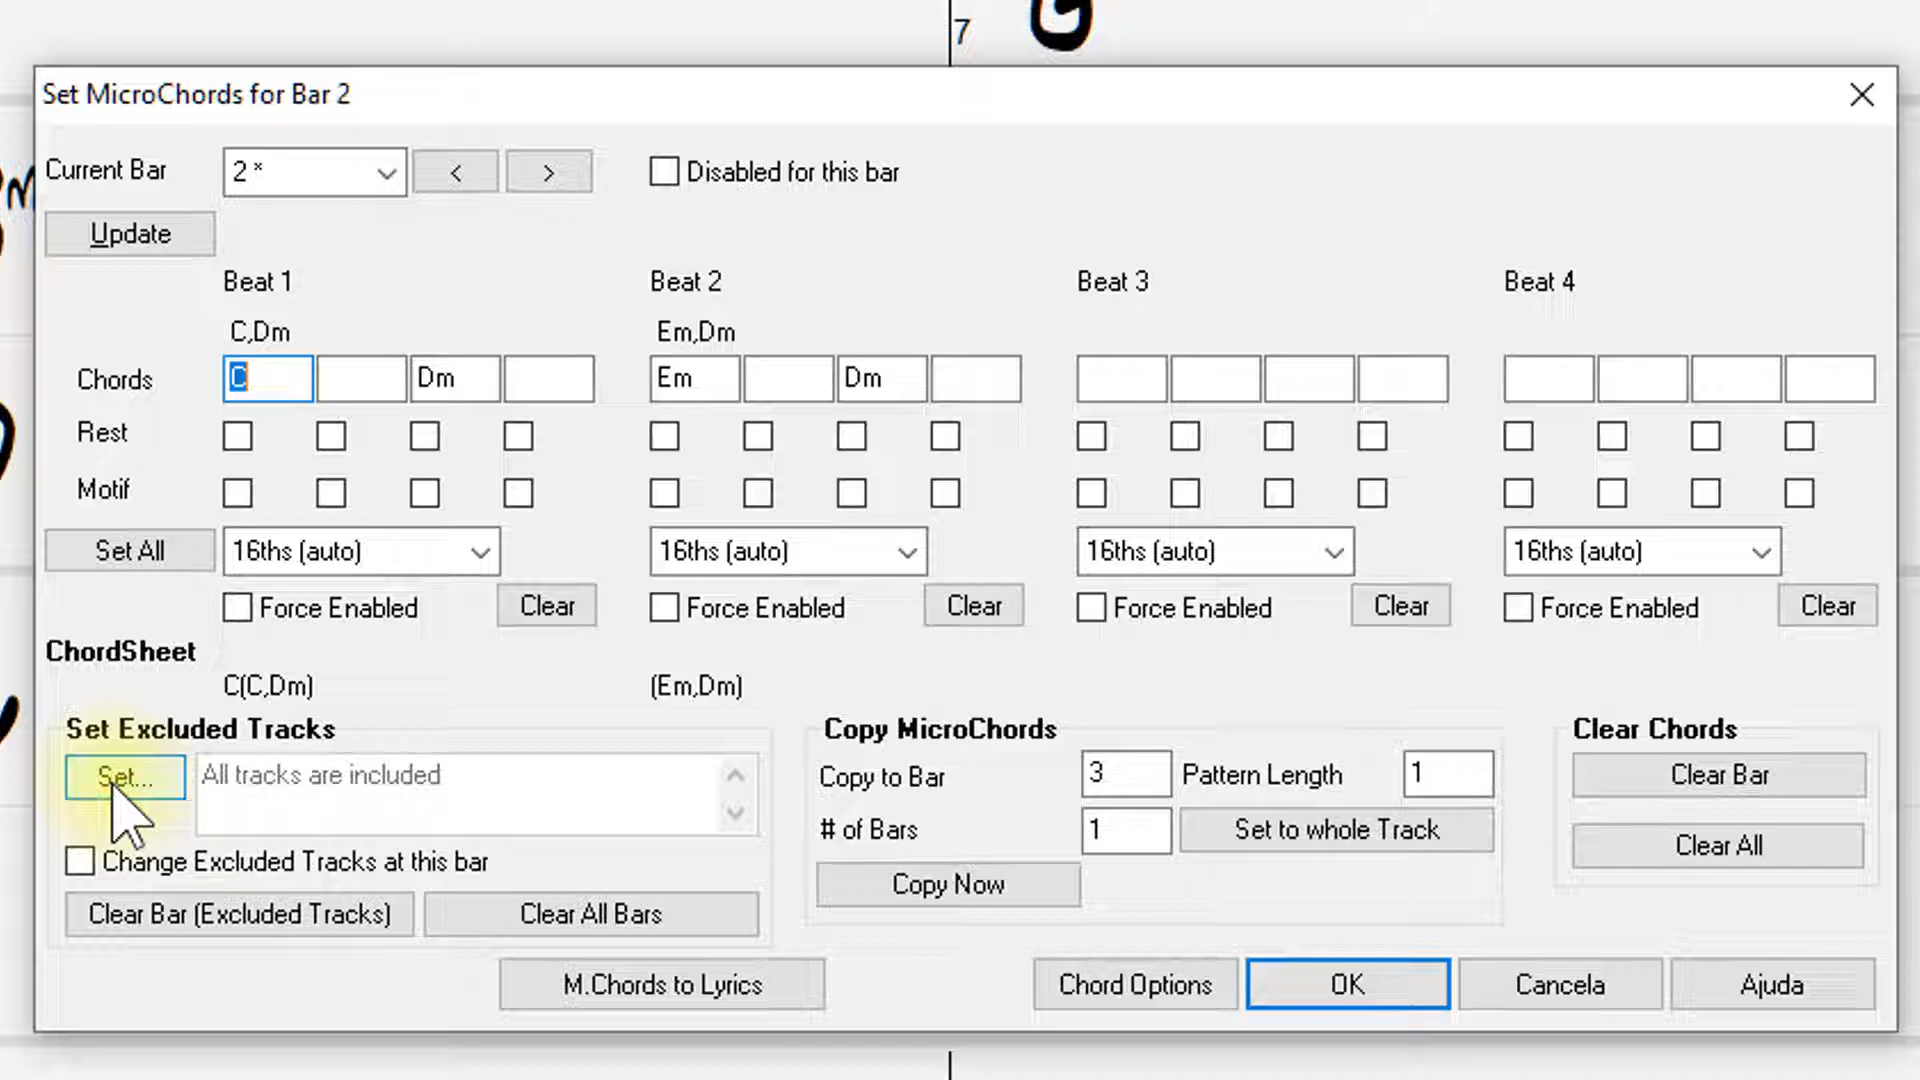 7 G
m
Set MicroChords for Bar 2
Current Bar 2 * < > Disabled for this bar
Update
Beat 1 Beat 2 Beat 3 Beat 4
C,Dm Em,Dm
Chords C Dm Em Dm
Rest
Motif
Set All 16ths (auto) 16ths (auto) 16ths (auto) 16ths (auto)
Force Enabled Clear Force Enabled Clear Force Enabled Clear Force Enabled Clear
ChordSheet
C(C,Dm) (Em,Dm)
Set Excluded Tracks Copy MicroChords Clear Chords
Set... All tracks are included Copy to Bar 3 Pattern Length 1 Clear Bar
# of Bars 1 Set to whole Track Clear All
Change Excluded Tracks at this bar
Copy Now
Clear Bar (Excluded Tracks) Clear All Bars
M.Chords to Lyrics Chord Options OK Cancela Ajuda